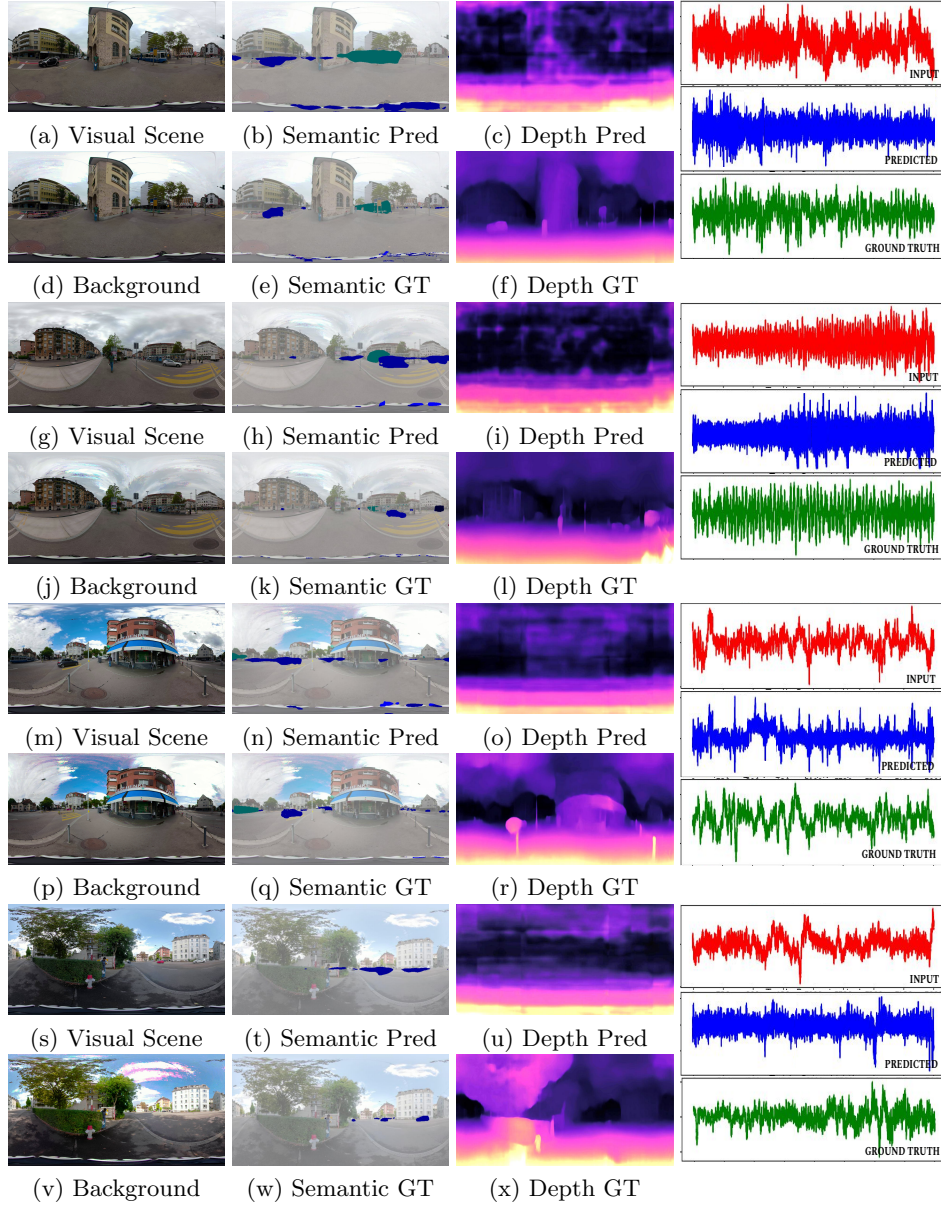 INPUT
PREDICTED
(a) Visual Scene (b) Semantic Pred (c) Depth Pred
GROUND TRUTH
(d) Background (e) Semantic GT (f) Depth GT
INPUT
PREDICTED
(g) Visual Scene (h) Semantic Pred (i) Depth Pred
GROUND TRUTH
(j) Background (k) Semantic GT (l) Depth GT
INPUT
PREDICTED
(m) Visual Scene (n) Semantic Pred (o) Depth Pred
GROUND TRUTH
(p) Background (q) Semantic GT (r) Depth GT
INPUT
PREDICTED
(s) Visual Scene (t) Semantic Pred (u) Depth Pred
GROUND TRUTH
(v) Background (w) Semantic GT (x) Depth GT